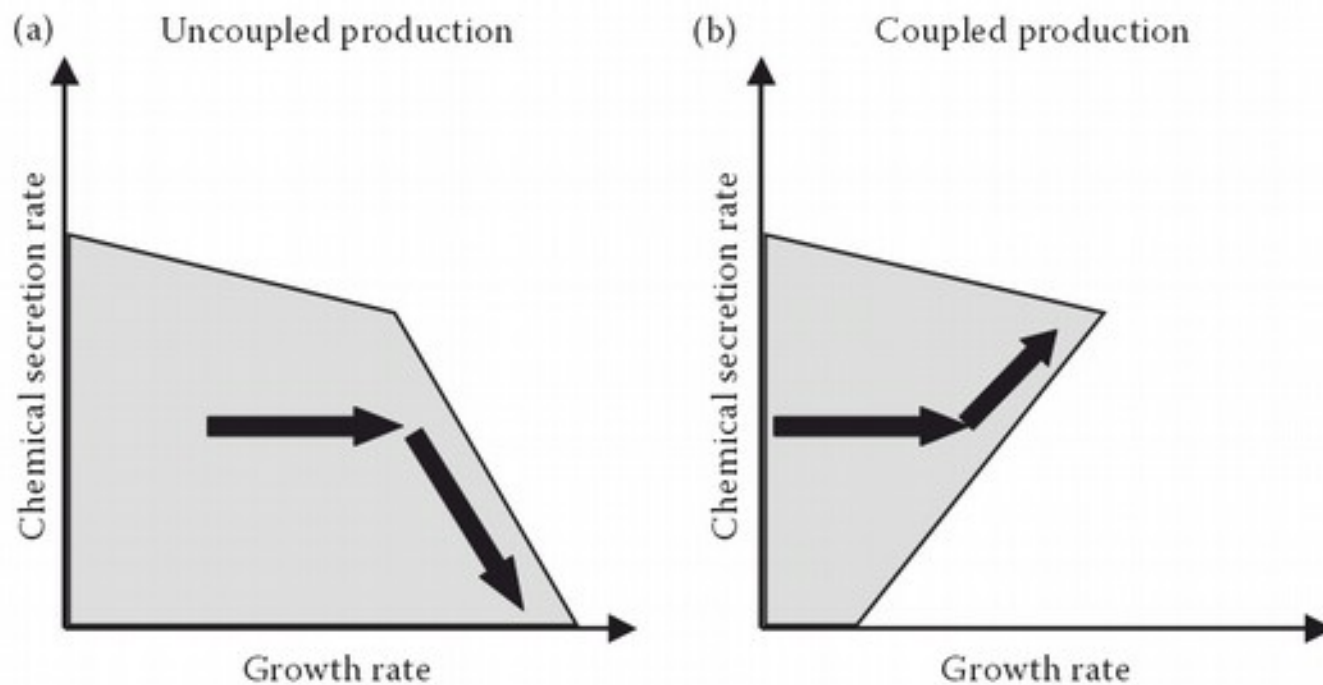 (a) Uncoupled production
Chemical secretion rate
Growth rate
(b) Coupled production
Chemical secretion rate
Growth rate